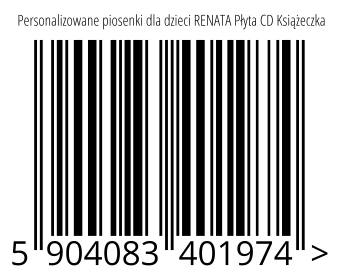 Personalizowane piosenki dla dzieci RENATA Płyta CD Książeczka
5 904083 401974 >